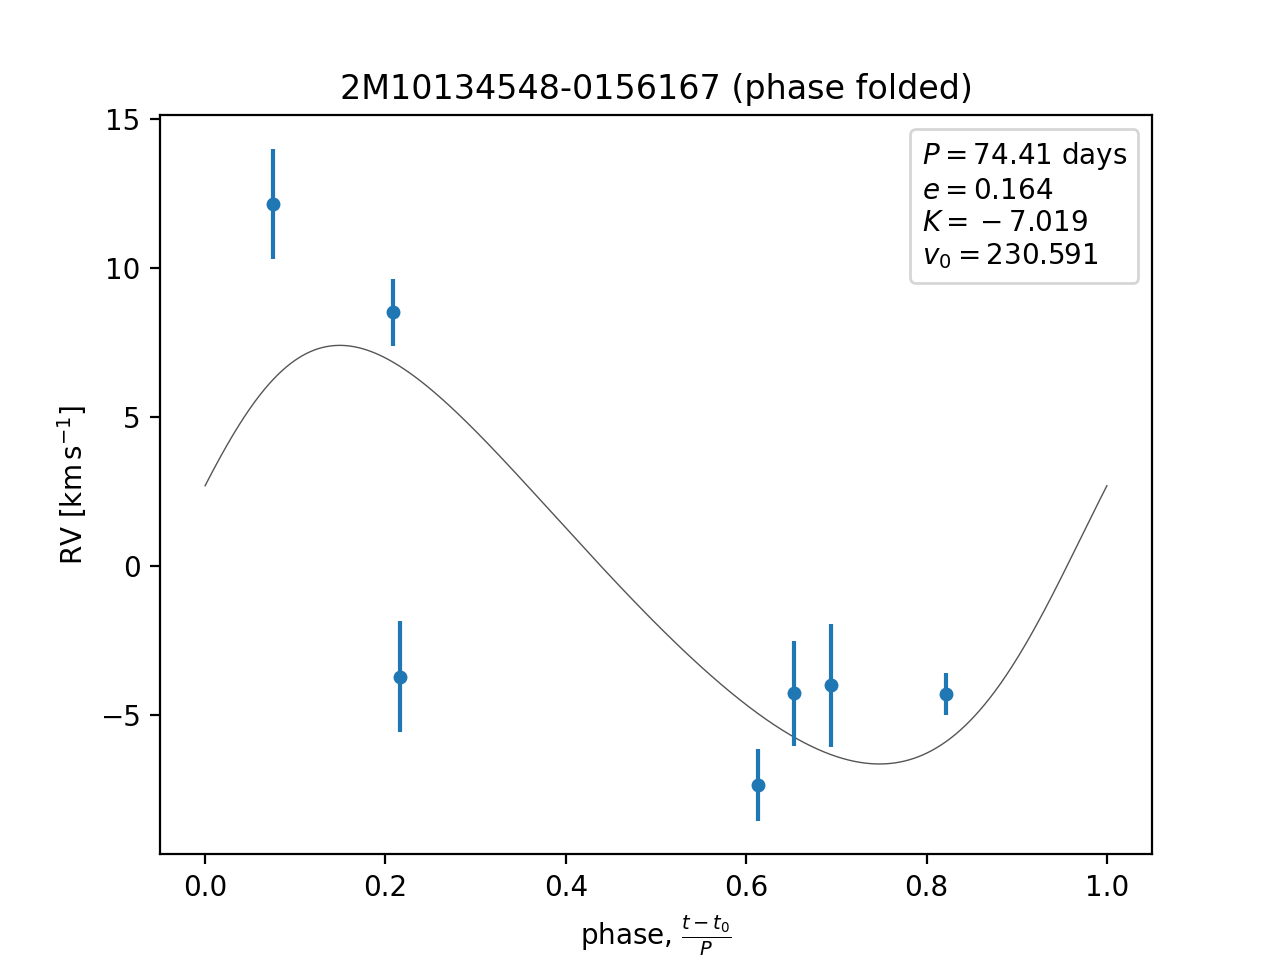 2M10134548-0156167 (phase folded)
P = 74.41 days
e = 0.164
K = −7.019
v₀ = 230.591
RV [km s⁻¹]
15
10
5
0
−5
0.0 0.2 0.4 0.6 0.8 1.0
phase, (t − t₀)/P